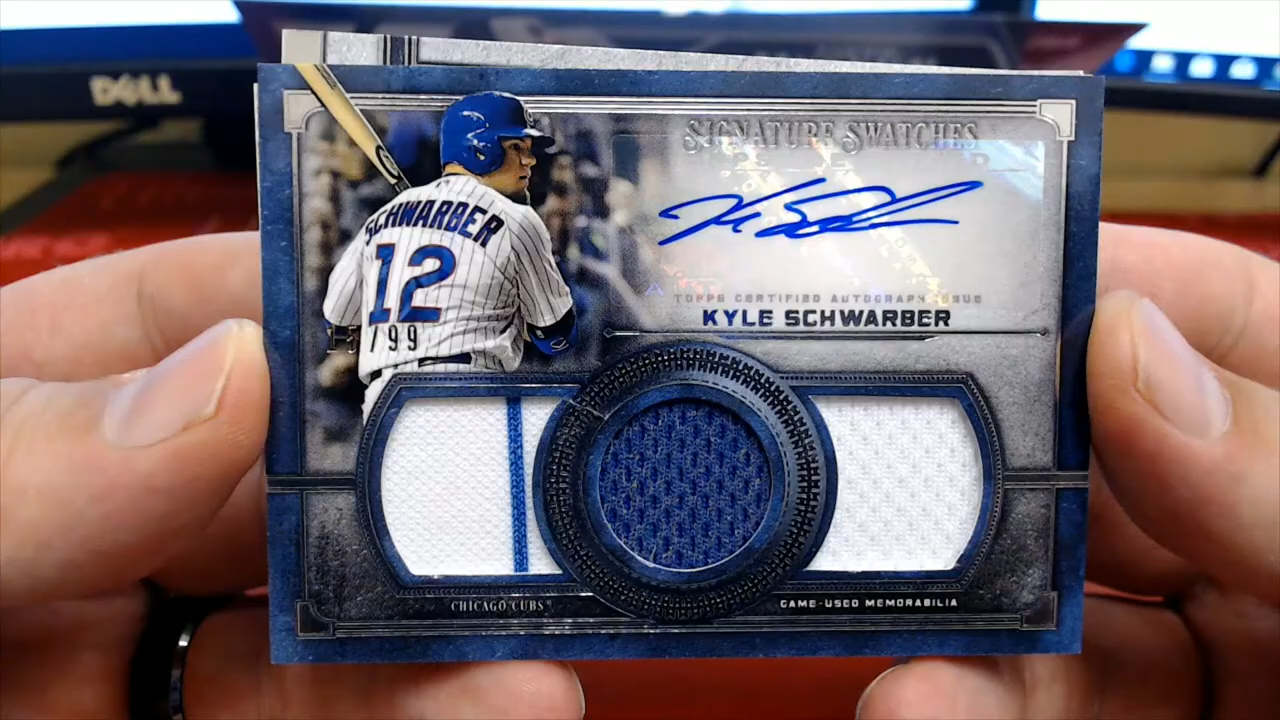 DELL
SIGNATURE SWATCHES
TOPPS CERTIFIED AUTOGRAPH ISSUE
KYLE SCHWARBER
SCHWARBER
12
/99
CHICAGO CUBS
GAME-USED MEMORABILIA